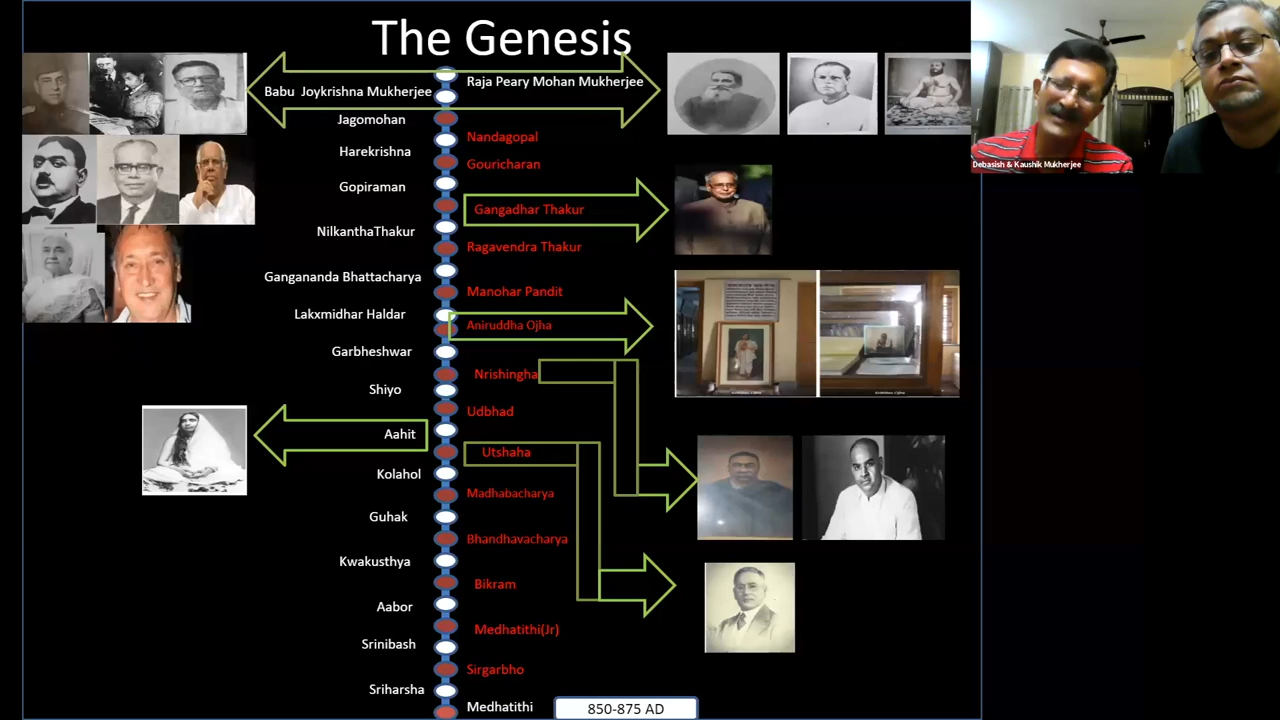 The Genesis
Raja Peary Mohan Mukherjee
Babu Joykrishna Mukherjee
Jagomohan
Nandagopal
Harekrishna
Gouricharan
Gopiraman
Gangadhar Thakur
NilkanthaThakur
Ragavendra Thakur
Gangananda Bhattacharya
Manohar Pandit
Lakxmidhar Haldar
Aniruddha Ojha
Garbheshwar
Nrishingha
Shiyo
Udbhad
Aahit
Utshaha
Kolahol
Madhabacharya
Guhak
Bhandhavacharya
Kwakusthya
Bikram
Aabor
Medhatithi(Jr)
Srinibash
Sirgarbho
Sriharsha
Medhatithi
850-875 AD
Debasish & Kaushik Mukherjee